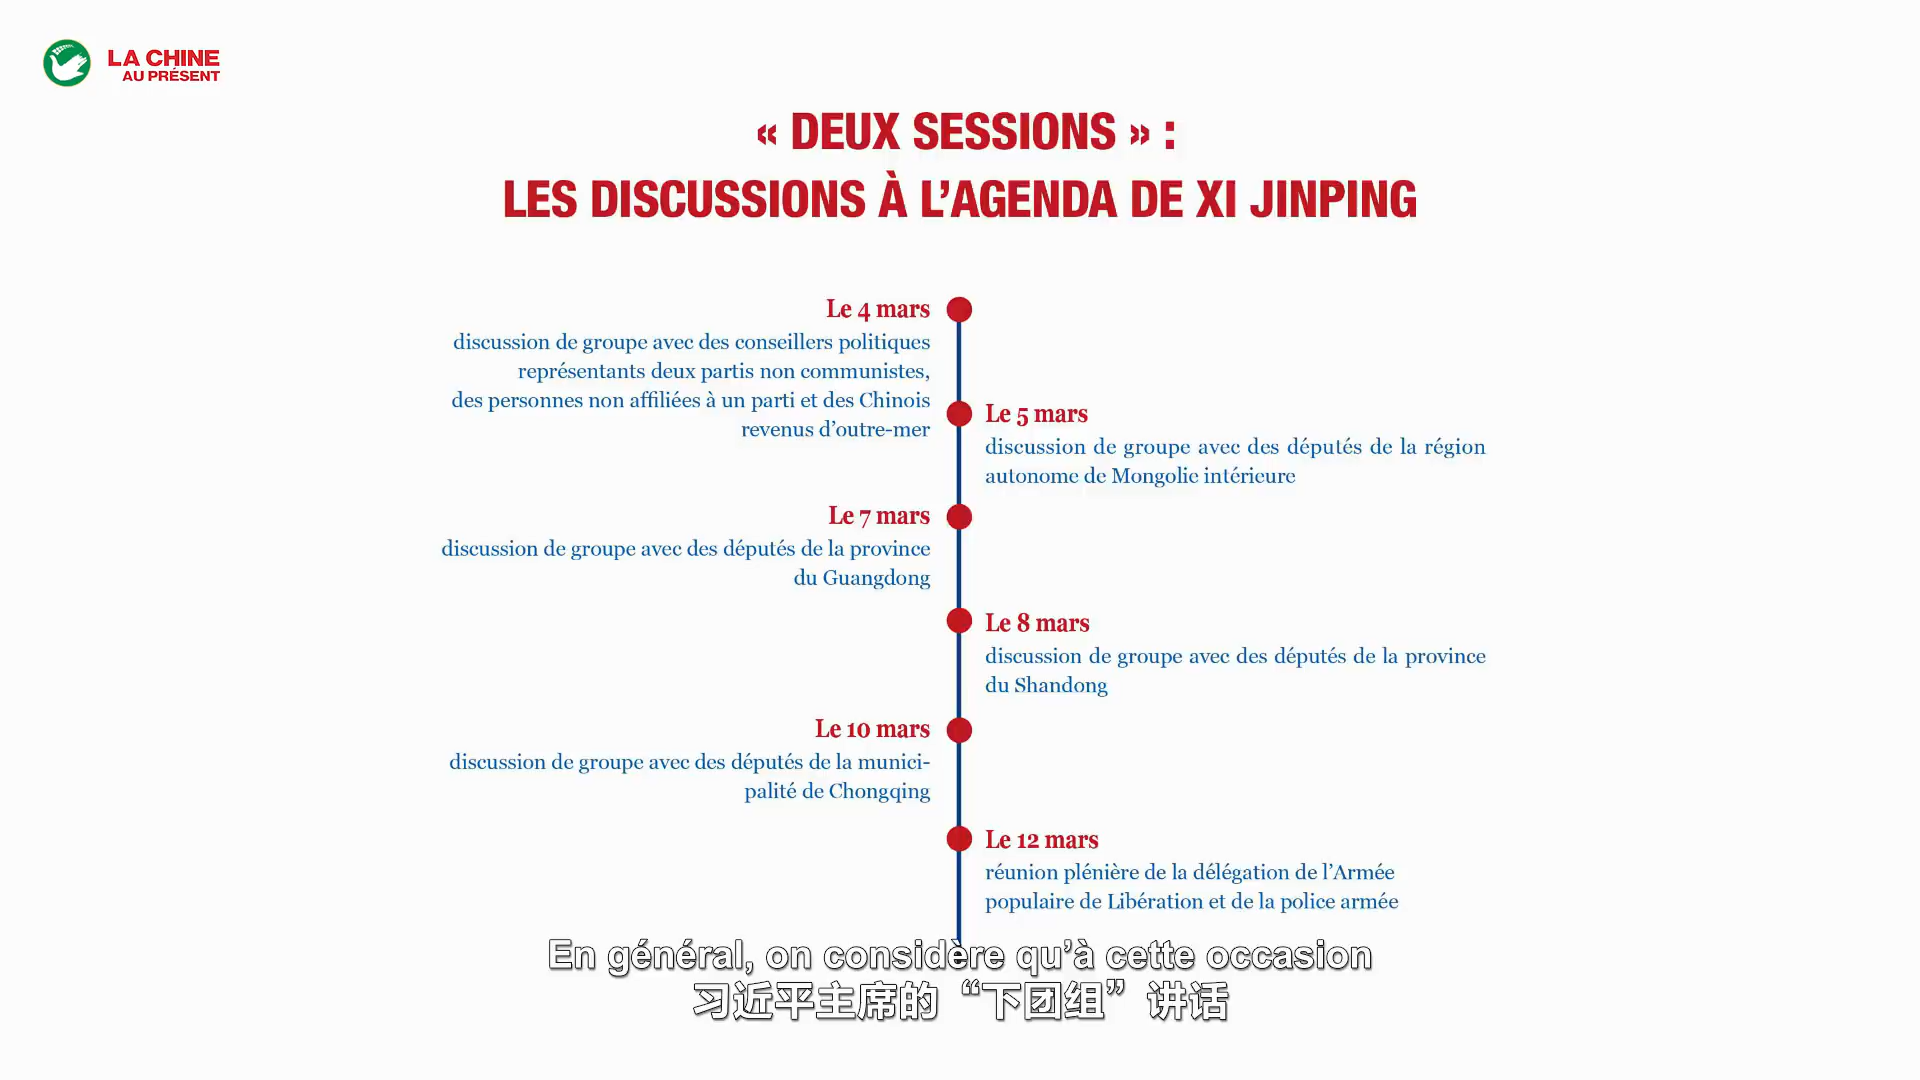 LA CHINE
AU PRÉSENT
« DEUX SESSIONS » :
LES DISCUSSIONS À L’AGENDA DE XI JINPING
Le 4 mars
discussion de groupe avec des conseillers politiques
représentants deux partis non communistes,
des personnes non affiliées à un parti et des Chinois
revenus d’outre-mer
Le 5 mars
discussion de groupe avec des députés de la région
autonome de Mongolie intérieure
Le 7 mars
discussion de groupe avec des députés de la province
du Guangdong
Le 8 mars
discussion de groupe avec des députés de la province
du Shandong
Le 10 mars
discussion de groupe avec des députés de la munici-
palité de Chongqing
Le 12 mars
réunion plénière de la délégation de l’Armée
populaire de Libération et de la police armée
En général, on considère qu’à cette occasion
习近平主席的“下团组”讲话